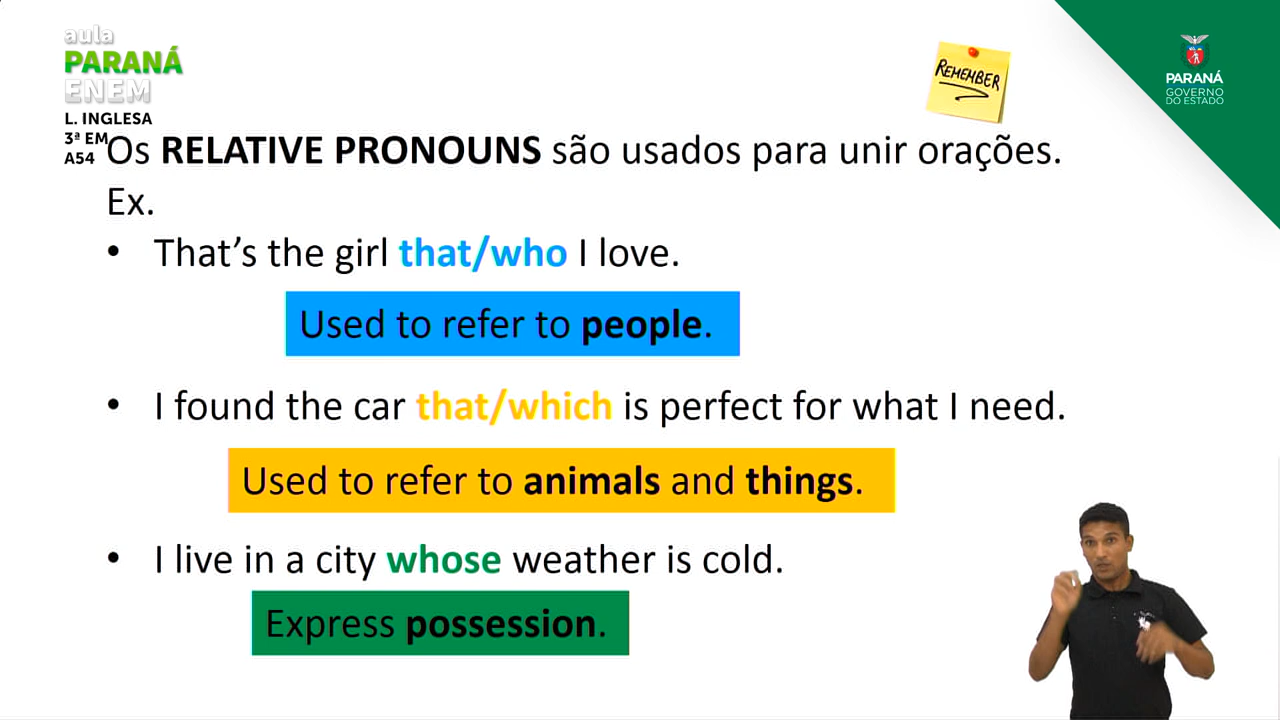 aula
PARANÁ
ENEM
L. INGLESA
3ª EM
A54
REMEMBER
PARANÁ
GOVERNO
DO ESTADO
Os RELATIVE PRONOUNS são usados para unir orações.
Ex.
• That’s the girl that/who I love.
Used to refer to people.
• I found the car that/which is perfect for what I need.
Used to refer to animals and things.
• I live in a city whose weather is cold.
Express possession.